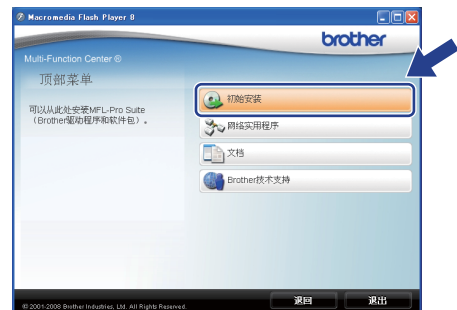 Macromedia Flash Player 8
brother
Multi-Function Center ®
顶部菜单
可以从此处安装MFL-Pro Suite
（Brother驱动程序和软件包）。
初始安装
网络实用程序
文档
Brother技术支持
© 2001-2008 Brother Industries, Ltd. All Rights Reserved.
退回
退出